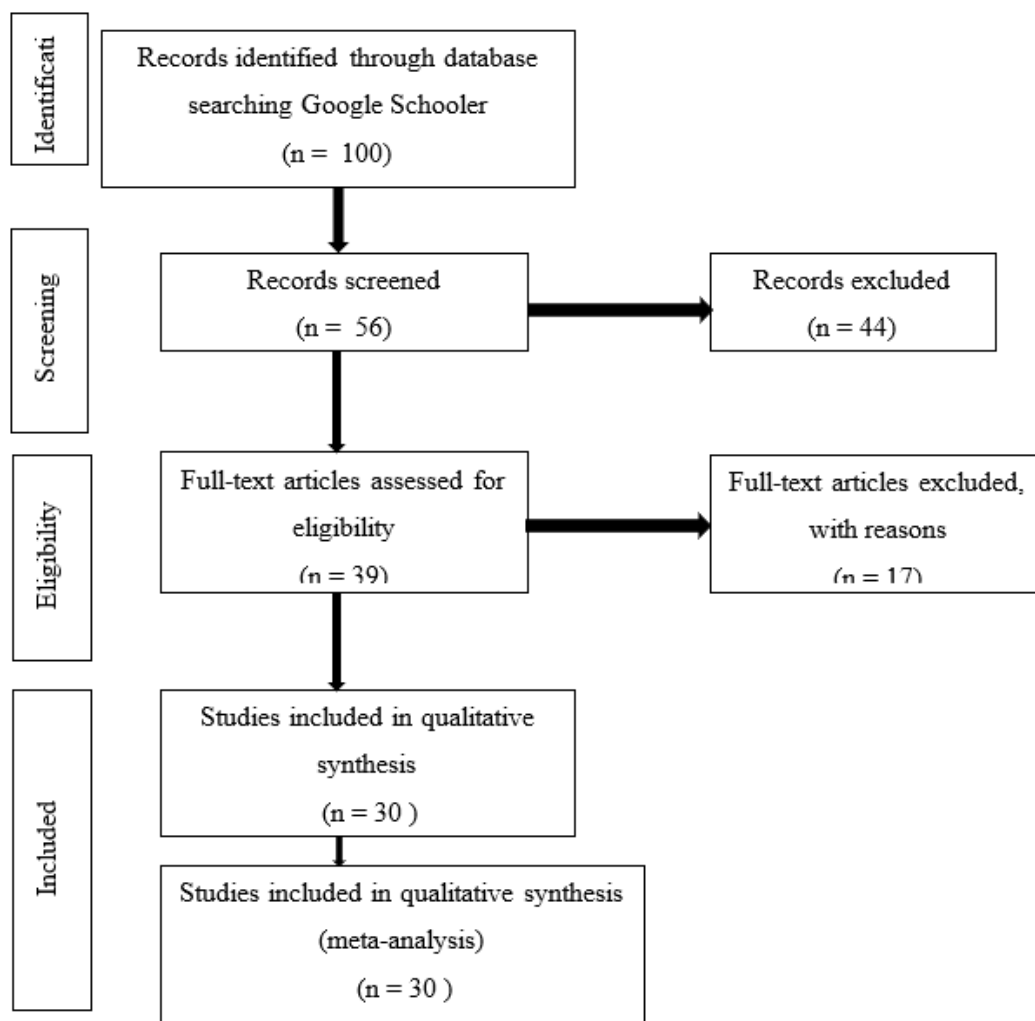 Identificati
Records identified through database
searching Google Schooler
(n = 100)
Screening
Records screened
(n = 56)
Records excluded
(n = 44)
Eligibility
Full-text articles assessed for
eligibility
(n = 39)
Full-text articles excluded,
with reasons
(n = 17)
Included
Studies included in qualitative
synthesis
(n = 30 )
Studies included in qualitative synthesis
(meta-analysis)
(n = 30 )